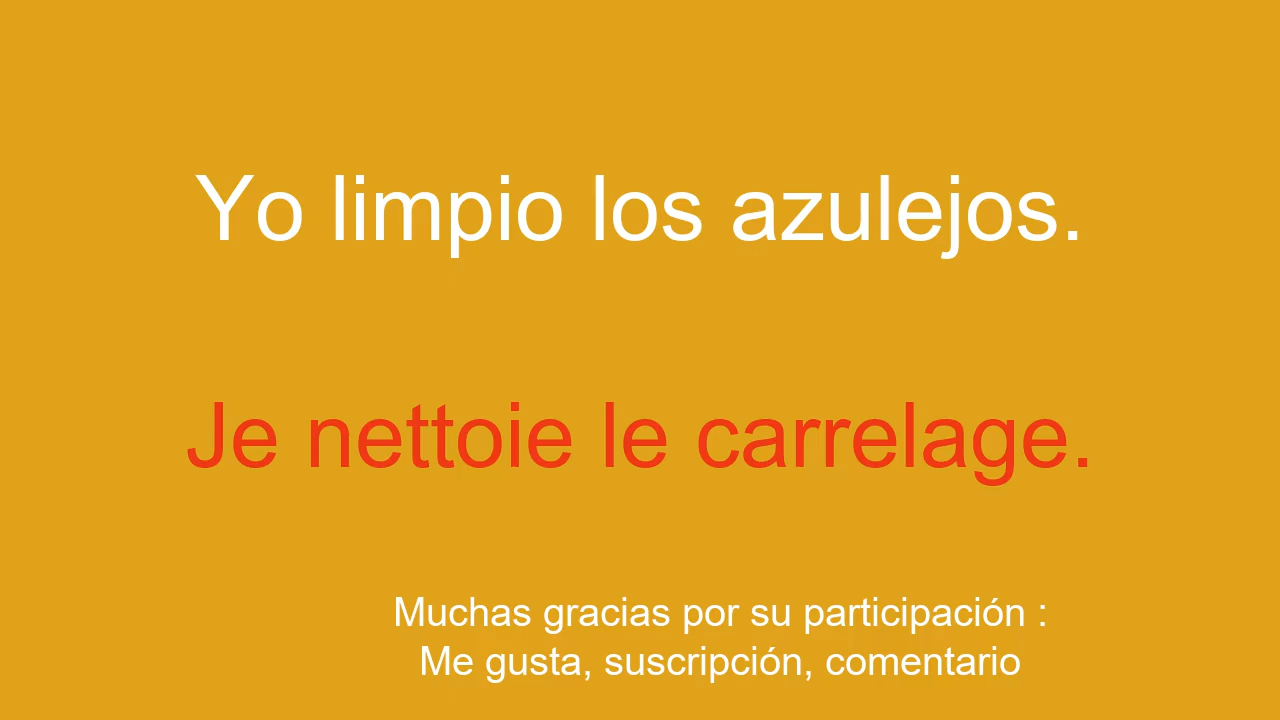 Yo limpio los azulejos.
Je nettoie le carrelage.
Muchas gracias por su participación :
Me gusta, suscripción, comentario